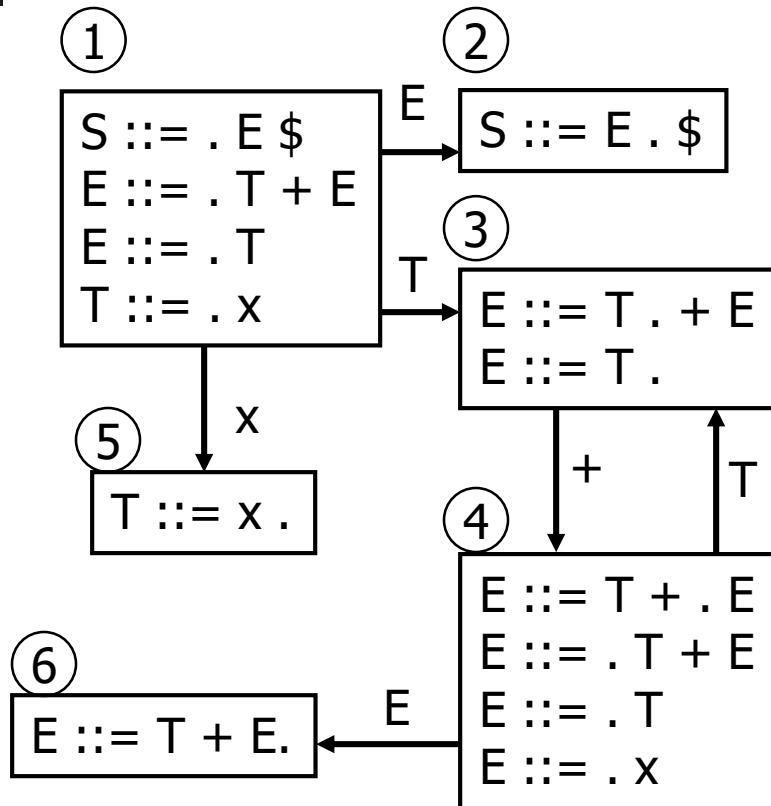 1
S ::= . E $
E ::= . T + E
E ::= . T
T ::= . x
E
2
S ::= E . $
T
3
E ::= T . + E
E ::= T .
x
5
T ::= x .
+
T
4
E ::= T + . E
E ::= . T + E
E ::= . T
E ::= . x
E
6
E ::= T + E.